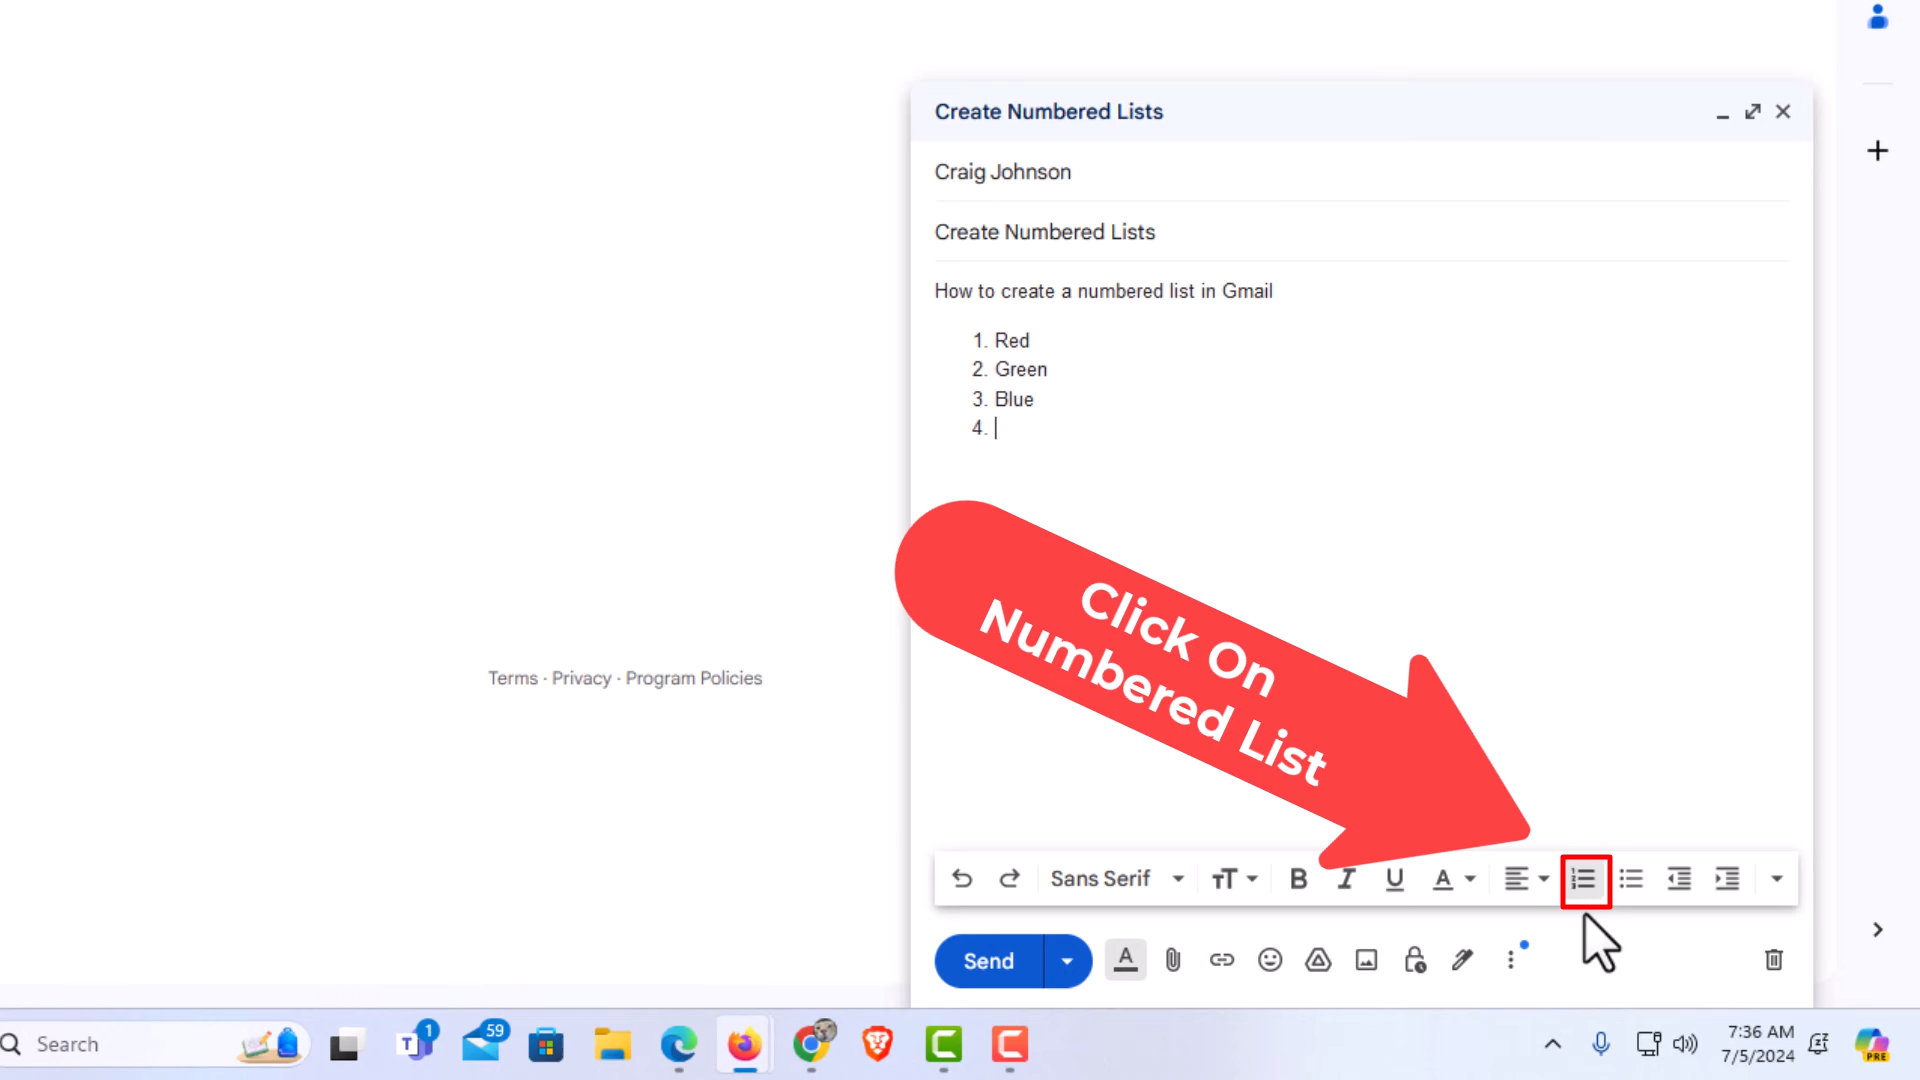 Create Numbered Lists
Craig Johnson
Create Numbered Lists
How to create a numbered list in Gmail
1. Red
2. Green
3. Blue
4.
Click On
Numbered List
Terms · Privacy · Program Policies
Sans Serif
Send
Search
1
59
7:36 AM
7/5/2024
PRE